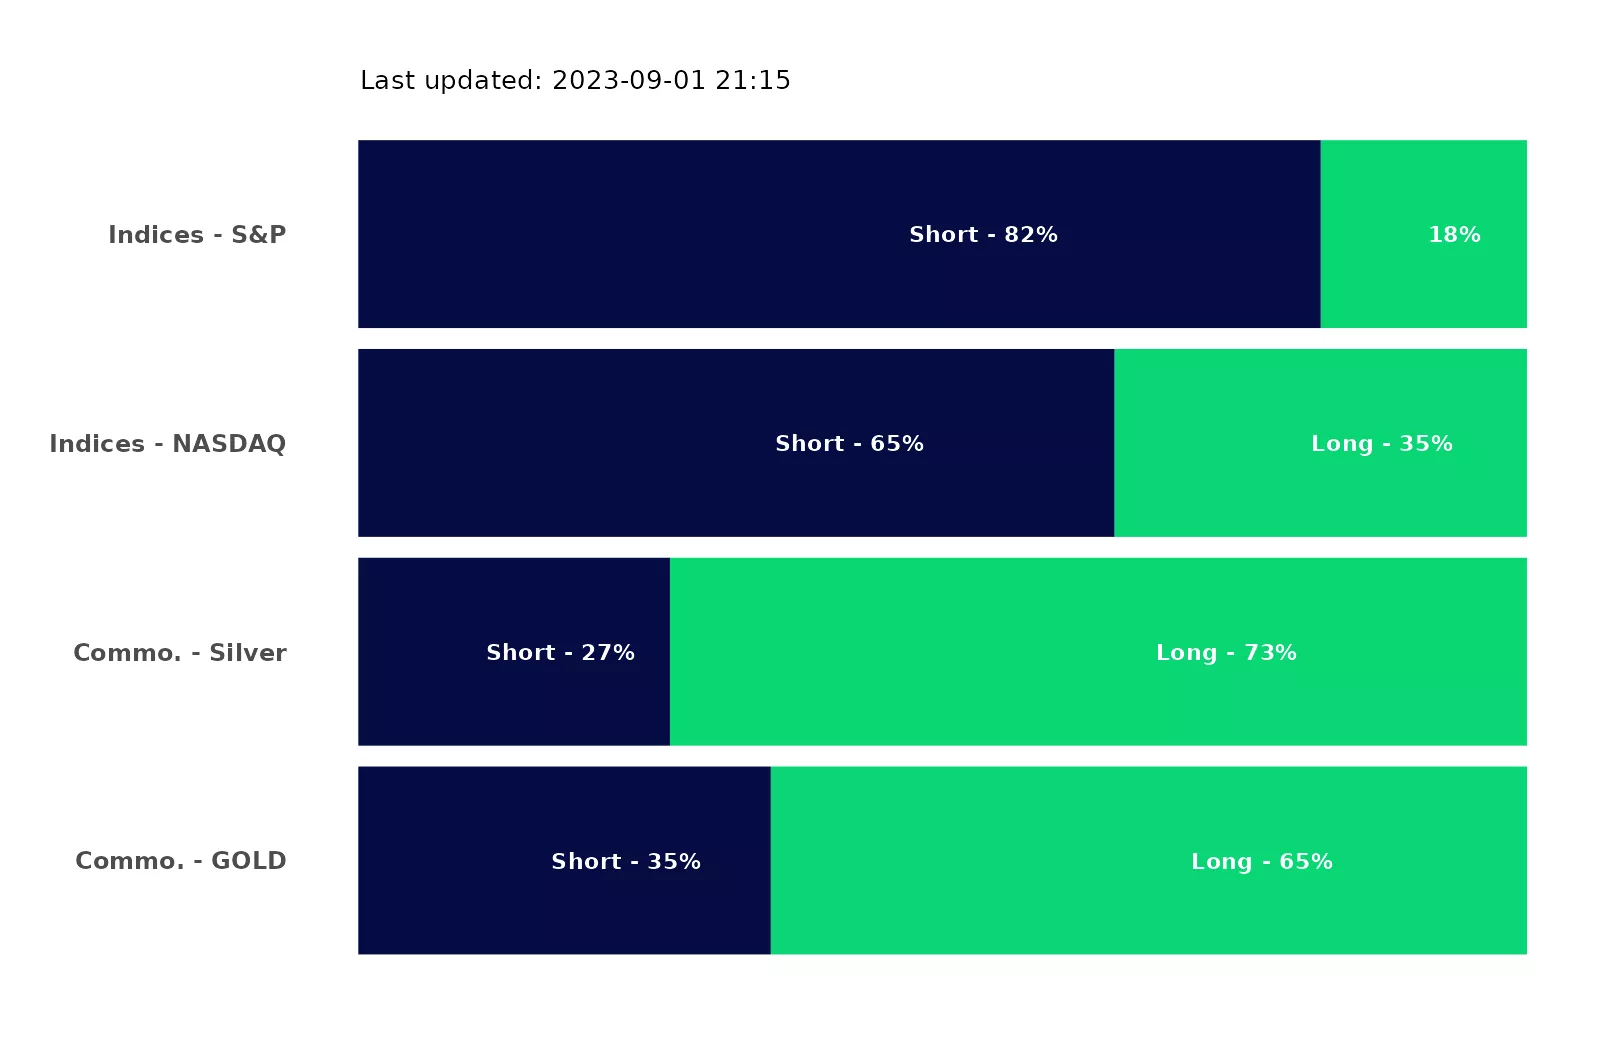 Last updated: 2023-09-01 21:15
Indices - S&P Short - 82% 18%
Indices - NASDAQ Short - 65% Long - 35%
Commo. - Silver Short - 27% Long - 73%
Commo. - GOLD Short - 35% Long - 65%